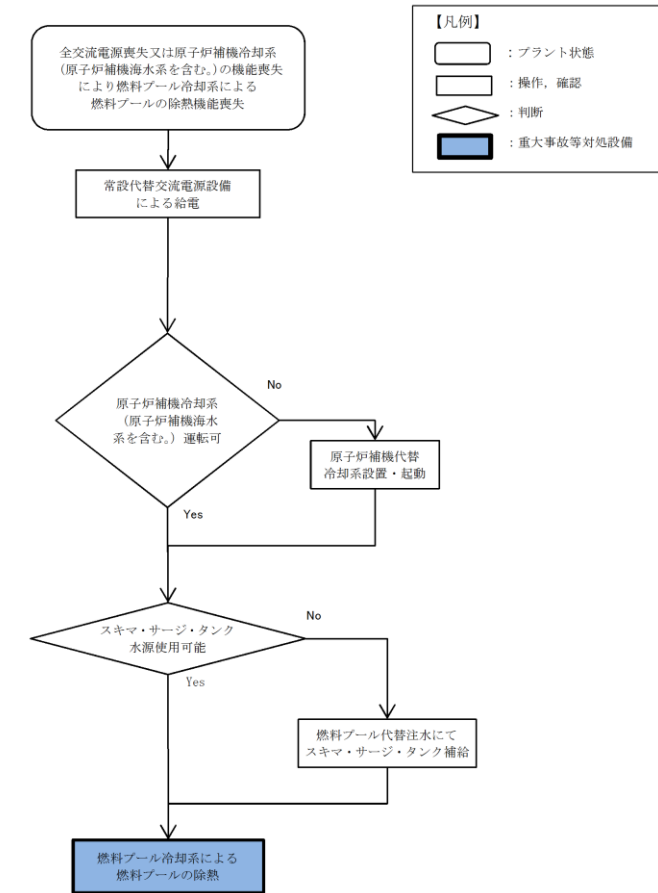 全交流電源喪失又は原子炉補機冷却系
(原子炉補機海水系を含む。)の機能喪失
により燃料プール冷却系による
燃料プールの除熱機能喪失
【凡例】
:プラント状態
:操作，確認
:判断
:重大事故等対処設備
常設代替交流電源設備
による給電
原子炉補機冷却系
(原子炉補機海水
系を含む。) 運転可
No
原子炉補機代替
冷却系設置・起動
Yes
スキマ・サージ・タンク
水源使用可能
No
Yes
燃料プール代替注水にて
スキマ・サージ・タンク補給
燃料プール冷却系による
燃料プールの除熱